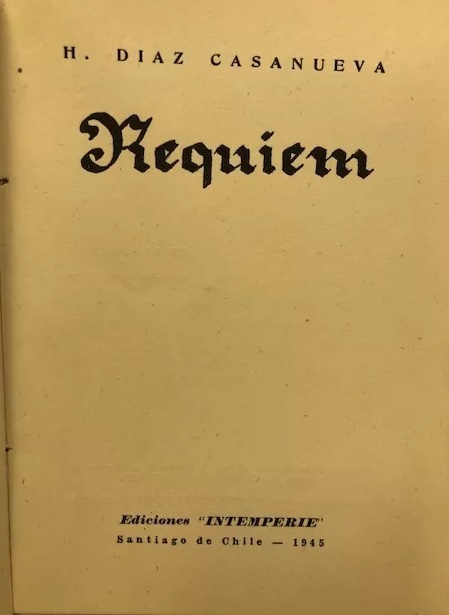 H. DIAZ CASANUEVA
Requiem
Ediciones "INTEMPERIE"
Santiago de Chile — 1945